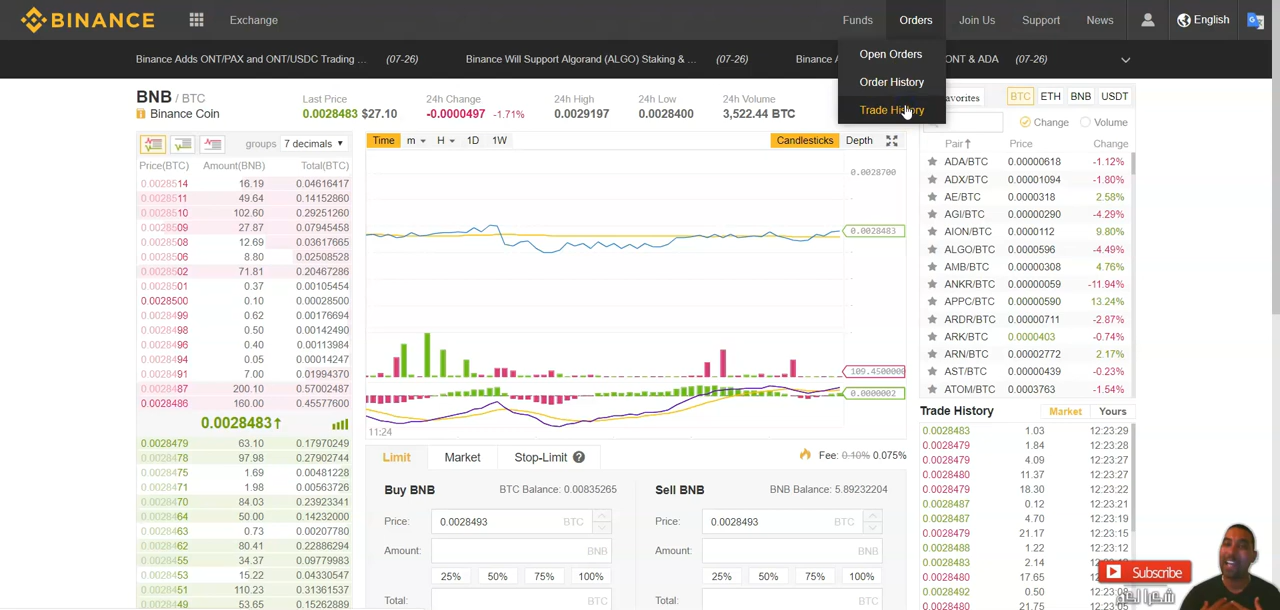 BINANCE Exchange Funds Orders Join Us Support News English
Binance Adds ONT/PAX and ONT/USDC Trading ... (07-26) Binance Will Support Algorand (ALGO) Staking & ... (07-26) Binance ONT & ADA (07-26)
Open Orders
Order History
Trade History
BNB / BTC
Binance Coin
Last Price
0.0028483 $27.10
24h Change
-0.0000497 -1.71%
24h High
0.0029197
24h Low
0.0028400
24h Volume
3,522.44 BTC
groups 7 decimals
Price(BTC) Amount(BNB) Total(BTC)
0.0028514 16.19 0.04616417
0.0028511 49.64 0.14152860
0.0028510 102.60 0.29251260
0.0028509 27.87 0.07945458
0.0028508 12.69 0.03617665
0.0028506 8.80 0.02508528
0.0028502 71.81 0.20467286
0.0028501 0.37 0.00105454
0.0028500 0.10 0.00028500
0.0028499 0.62 0.00176694
0.0028498 0.50 0.00142490
0.0028496 0.40 0.00113984
0.0028494 0.05 0.00014247
0.0028491 7.00 0.01994370
0.0028487 200.10 0.57002487
0.0028486 160.00 0.45577600
0.0028483↑
0.0028479 63.10 0.17970249
0.0028478 97.98 0.27902744
0.0028475 1.69 0.00481228
0.0028471 1.98 0.00563726
0.0028470 84.03 0.23923341
0.0028464 50.00 0.14232000
0.0028463 0.73 0.00207780
0.0028462 80.41 0.22886294
0.0028455 34.37 0.09779983
0.0028453 15.22 0.04330547
0.0028451 110.23 0.31361537
0.0028449 53.65 0.15262889
Time m H 1D 1W Candlesticks Depth
0.0028700
0.0028483
109.4500000
0.0000002
11:24
Limit Market Stop-Limit ? Fee: 0.10% 0.075%
Buy BNB BTC Balance: 0.00835265
Price: 0.0028493 BTC
Amount: BNB
25% 50% 75% 100%
Total: BTC
Sell BNB BNB Balance: 5.89232204
Price: 0.0028493 BTC
Amount: BNB
25% 50% 75% 100%
Total: BTC
avorites BTC ETH BNB USDT
Change Volume
Pair↑ Price Change
ADA/BTC 0.00000618 -1.12%
ADX/BTC 0.00001094 -1.80%
AE/BTC 0.0000318 2.58%
AGI/BTC 0.00000290 -4.29%
AION/BTC 0.0000112 9.80%
ALGO/BTC 0.0000596 -4.49%
AMB/BTC 0.00000308 4.76%
ANKR/BTC 0.00000059 -11.94%
APPC/BTC 0.00000590 13.24%
ARDR/BTC 0.00000711 -2.87%
ARK/BTC 0.0000403 -0.74%
ARN/BTC 0.00002772 2.17%
AST/BTC 0.00000439 -0.23%
ATOM/BTC 0.0003763 -1.54%
Trade History Market Yours
0.0028483 1.03 12:23:29
0.0028479 1.84 12:23:28
0.0028479 4.09 12:23:27
0.0028480 11.37 12:23:27
0.0028479 18.30 12:23:22
0.0028487 0.12 12:23:21
0.0028487 4.70 12:23:19
0.0028479 21.17 12:23:15
0.0028488 1.22 12:23:12
0.0028483 2.14
0.0028480 17.65
0.0028492 0.50
0.0028480 21.75
Subscribe